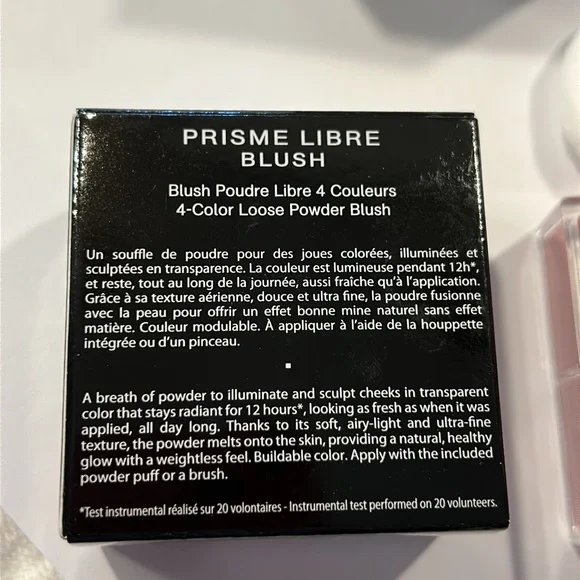 PRISME LIBRE
BLUSH
Blush Poudre Libre 4 Couleurs
4-Color Loose Powder Blush
Un souffle de poudre pour des joues colorées, illuminées et
sculptées en transparence. La couleur est lumineuse pendant 12h*,
et reste, tout au long de la journée, aussi fraîche qu'à l'application.
Grâce à sa texture aérienne, douce et ultra fine, la poudre fusionne
avec la peau pour offrir un effet bonne mine naturel sans effet
matière. Couleur modulable. À appliquer à l'aide de la houppette
intégrée ou d'un pinceau.
A breath of powder to illuminate and sculpt cheeks in transparent
color that stays radiant for 12 hours*, looking as fresh as when it was
applied, all day long. Thanks to its soft, airy-light and ultra-fine
texture, the powder melts onto the skin, providing a natural, healthy
glow with a weightless feel. Buildable color. Apply with the included
powder puff or a brush.
*Test instrumental réalisé sur 20 volontaires - Instrumental test performed on 20 volunteers.